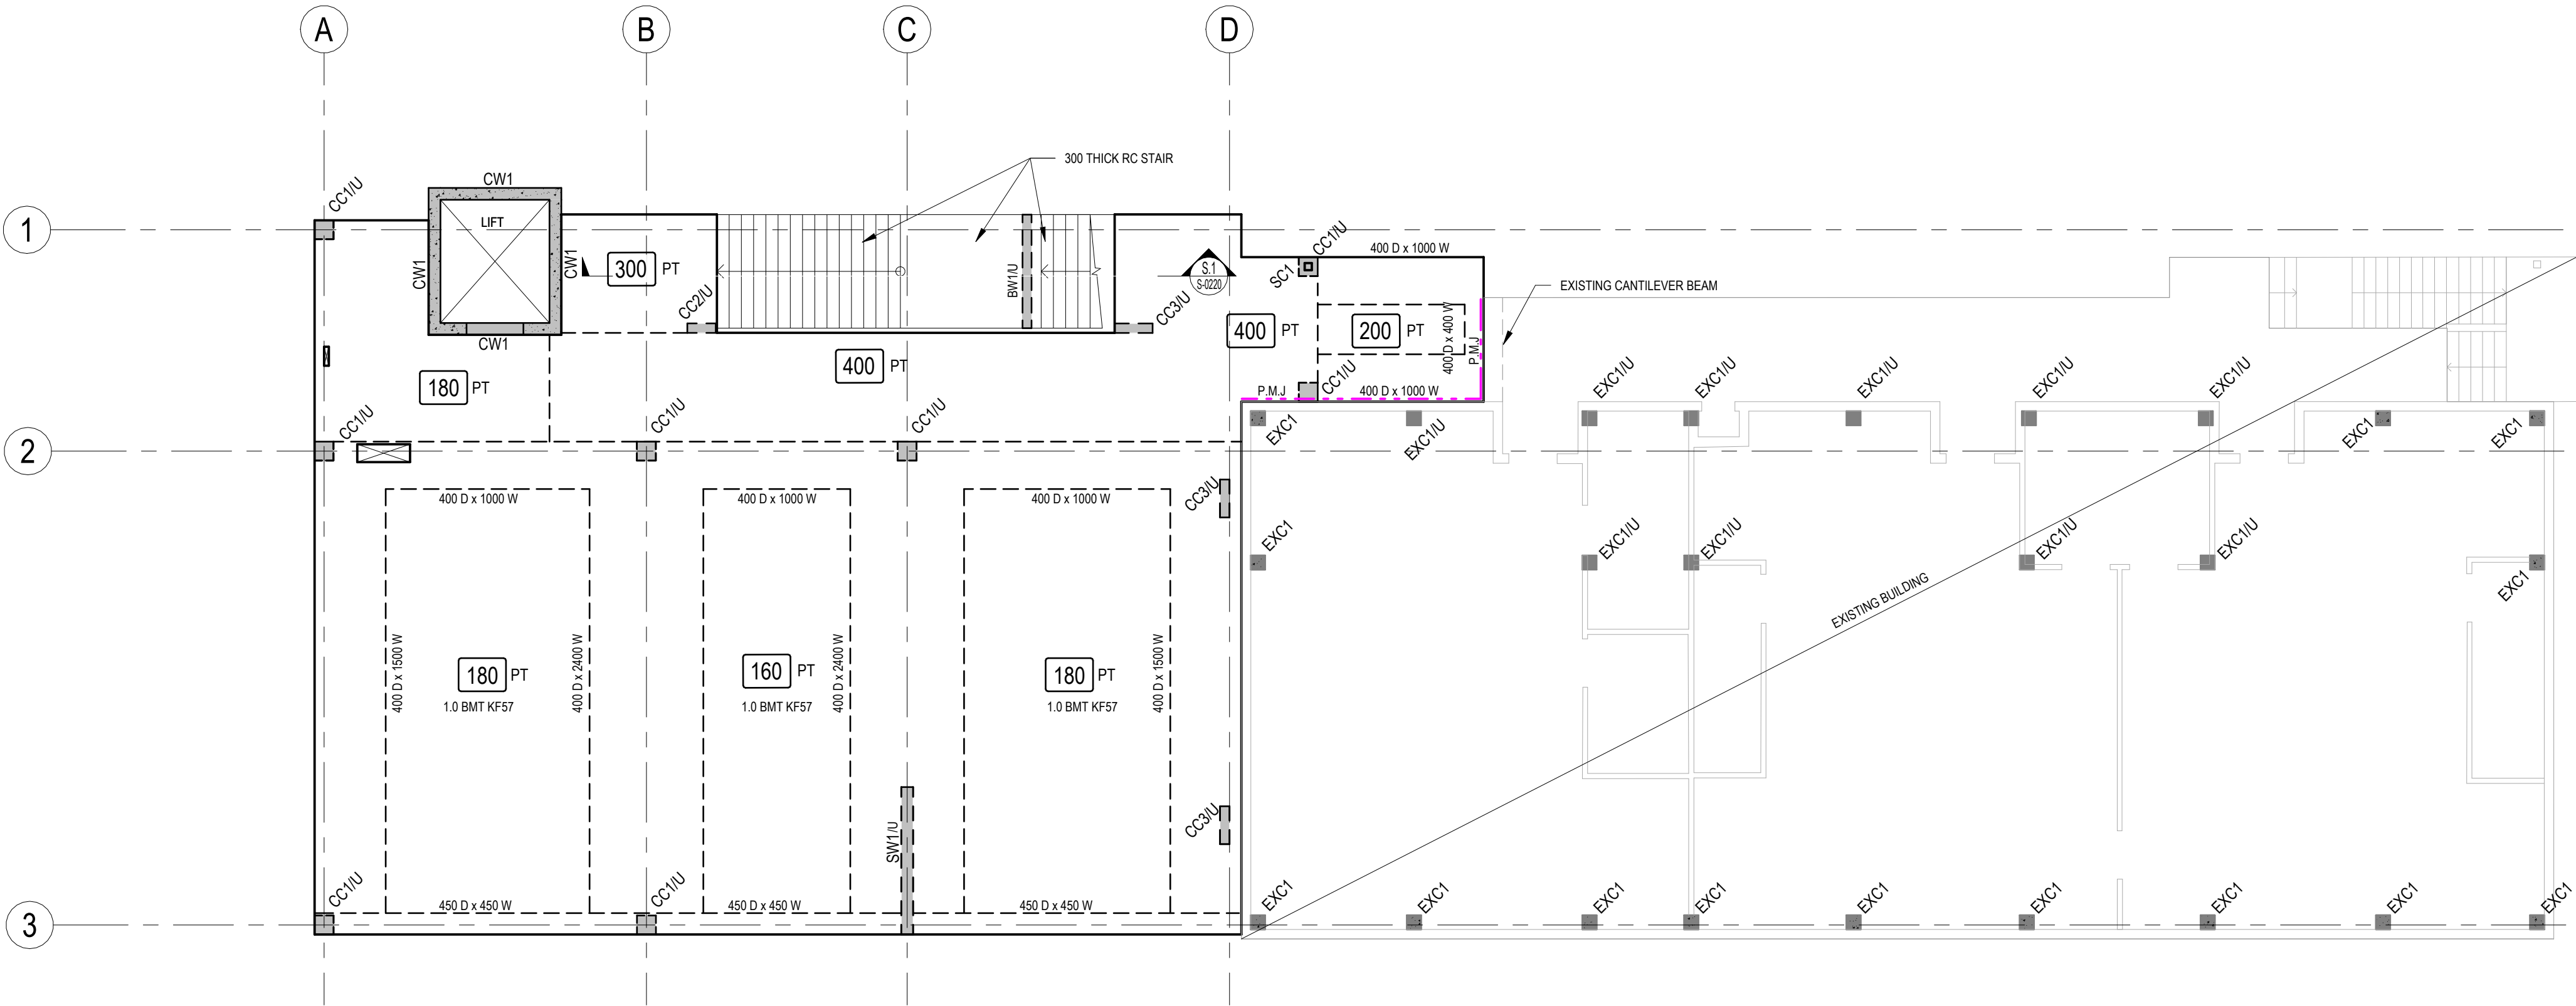 A
B
C
D
300 THICK RC STAIR
CC1/U
CW1
LIFT
1
CW1
CW1
300 PT
BW1/U
S.1
S-0220
CC1/U
SC1
400 D x 1000 W
EXISTING CANTILEVER BEAM
CC2/U
CC3/U
400 PT
200 PT
400 D x 400 W
P.M.J
CW1
400 PT
180 PT
CC1/U
P.M.J
400 D x 1000 W
EXC1/U
EXC1/U
EXC1/U
EXC1/U
EXC1/U
2
CC1/U
CC1/U
CC1/U
EXC1
EXC1/U
EXC1
EXC1
400 D x 1000 W
400 D x 1000 W
400 D x 1000 W
CC3/U
EXC1
EXC1/U
EXC1/U
EXC1/U
EXC1/U
EXC1
EXISTING BUILDING
400 D x 1500 W
180 PT
1.0 BMT KF57
400 D x 2400 W
160 PT
1.0 BMT KF57
400 D x 2400 W
180 PT
1.0 BMT KF57
400 D x 1500 W
SW1/U
CC3/U
3
CC1/U
450 D x 450 W
CC1/U
450 D x 450 W
450 D x 450 W
EXC1
EXC1
EXC1
EXC1
EXC1
EXC1
EXC1
EXC1
EXC1